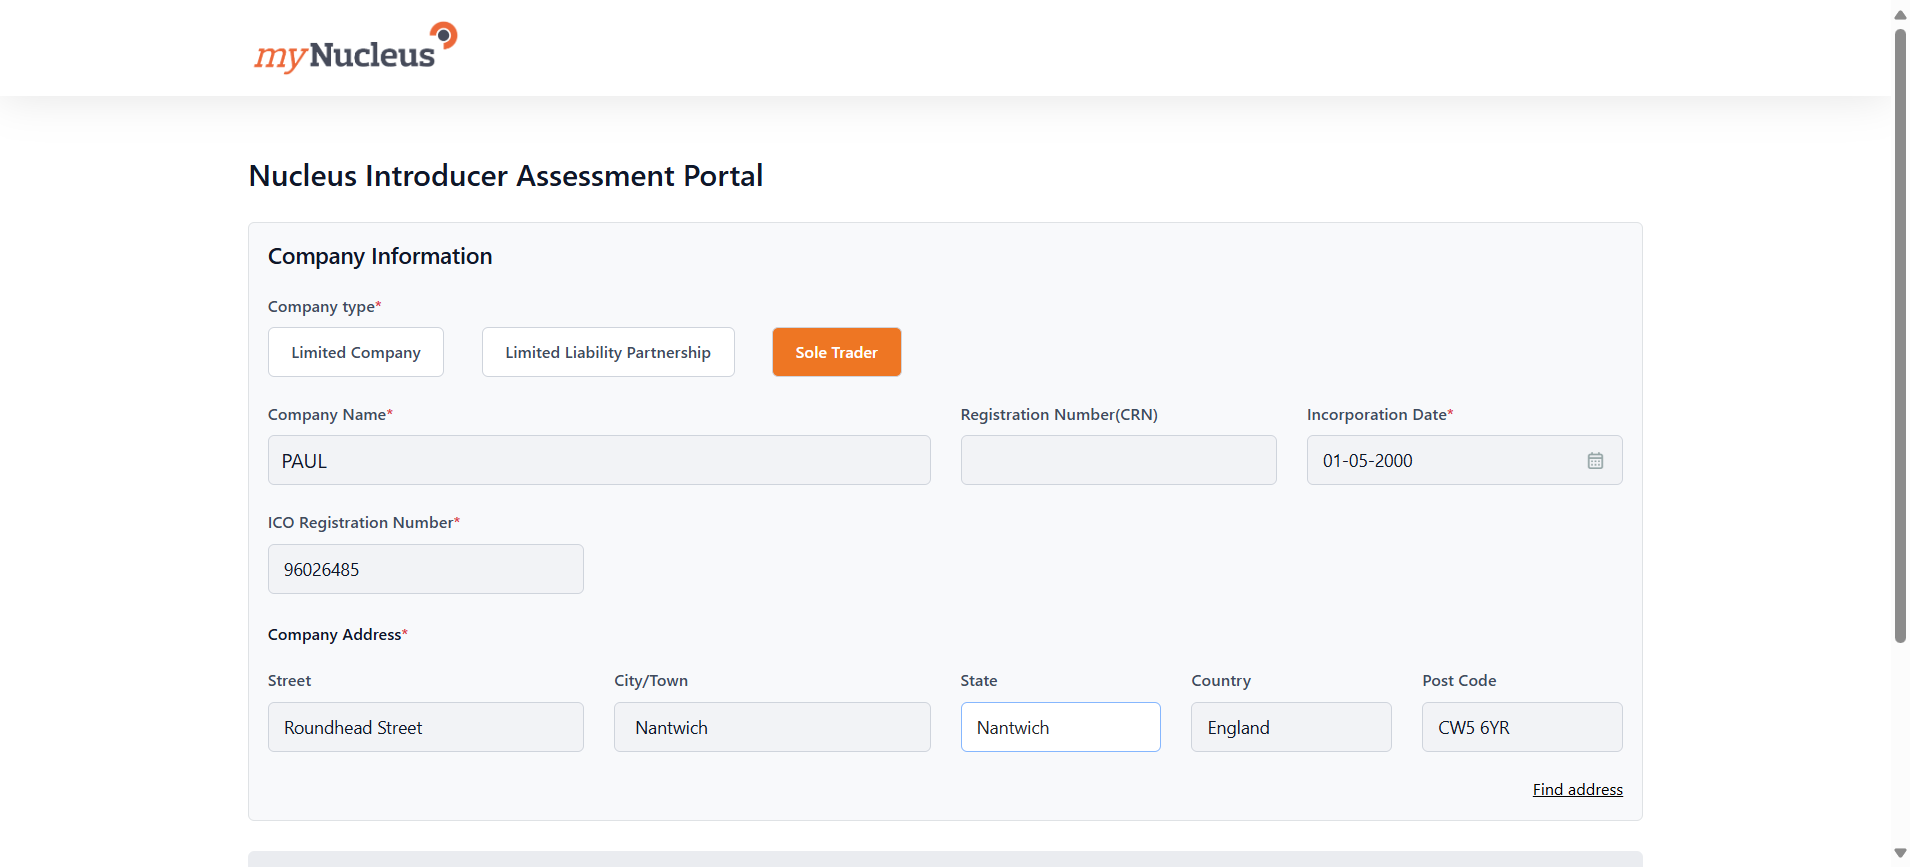 myNucleus
Nucleus Introducer Assessment Portal
Company Information
Company type*
Limited Company Limited Liability Partnership Sole Trader
Company Name* Registration Number(CRN) Incorporation Date*
PAUL 01-05-2000
ICO Registration Number*
96026485
Company Address*
Street City/Town State Country Post Code
Roundhead Street Nantwich Nantwich England CW5 6YR
Find address